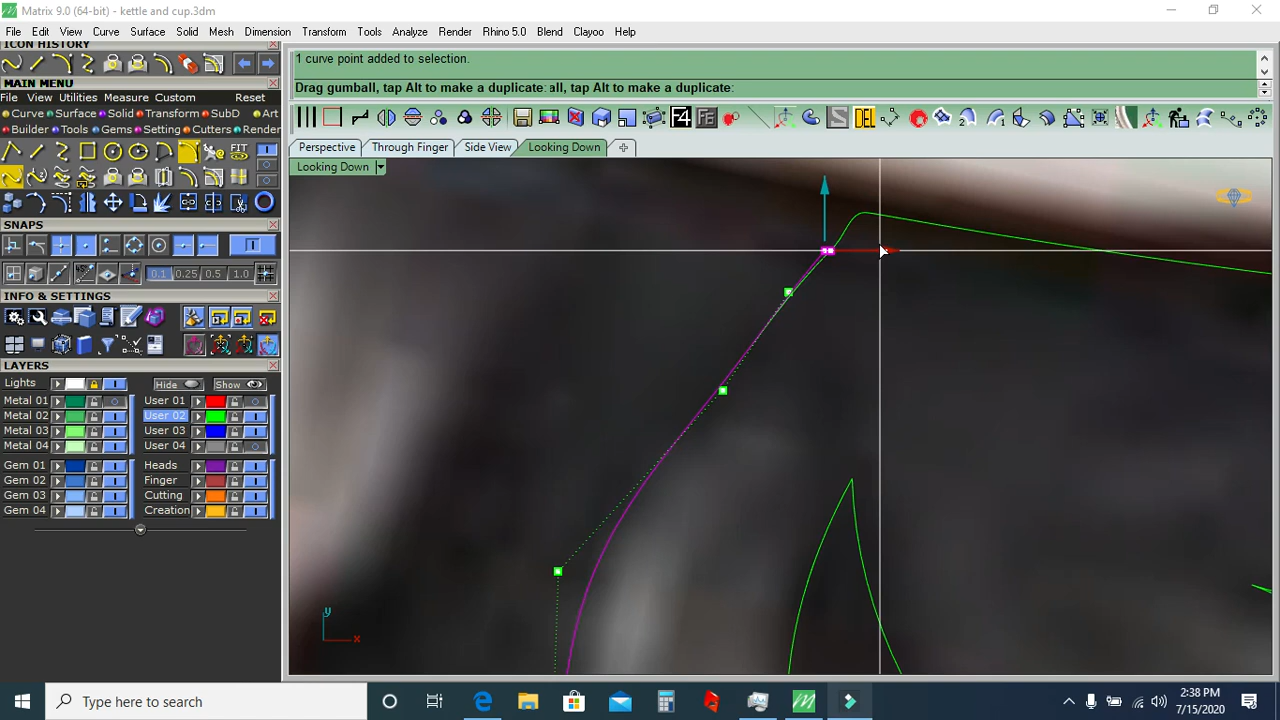 Matrix 9.0 (64-bit) - kettle and cup.3dm
File Edit View Curve Surface Solid Mesh Dimension Transform Tools Analyze Render Rhino 5.0 Blend Clayoo Help
ICON HISTORY
1 curve point added to selection.
MAIN MENU
Drag gumball, tap Alt to make a duplicate: all, tap Alt to make a duplicate:
File View Utilities Measure Custom Reset
Curve Surface Solid Transform SubD Art
F4 F6 S DEL
Builder Tools Gems Setting Cutters Render
Perspective Through Finger Side View Looking Down
FIT
Looking Down
SNAPS
0.1 0.25 0.5 1.0
INFO & SETTINGS
LAYERS
Lights Hide Show
Metal 01 User 01
Metal 02 User 02
Metal 03 User 03
Metal 04 User 04
Gem 01 Heads
Gem 02 Finger
Gem 03 Cutting
Gem 04 Creation
y
x
Type here to search
2:38 PM
7/15/2020